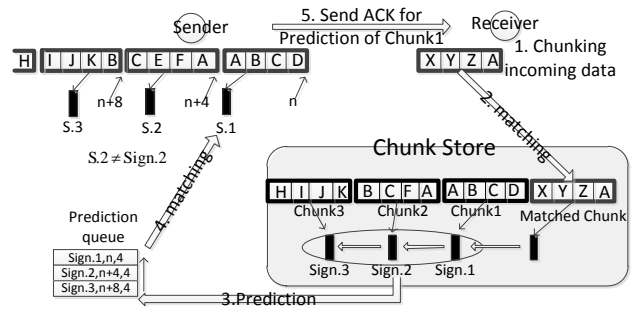 Sender
5. Send ACK for
Prediction of Chunk1
Receiver
1. Chunking
incoming data
H I J K B C E F A A B C D
X Y Z A
n+8
n+4
n
S.3
S.2
S.1
2. matching
S.2 ≠ Sign.2
4. matching
Chunk Store
H I J K B C F A A B C D X Y Z A
Chunk3
Chunk2
Chunk1
Matched Chunk
Prediction
queue
Sign.1,n,4
Sign.2,n+4,4
Sign.3,n+8,4
Sign.3
Sign.2
Sign.1
3.Prediction